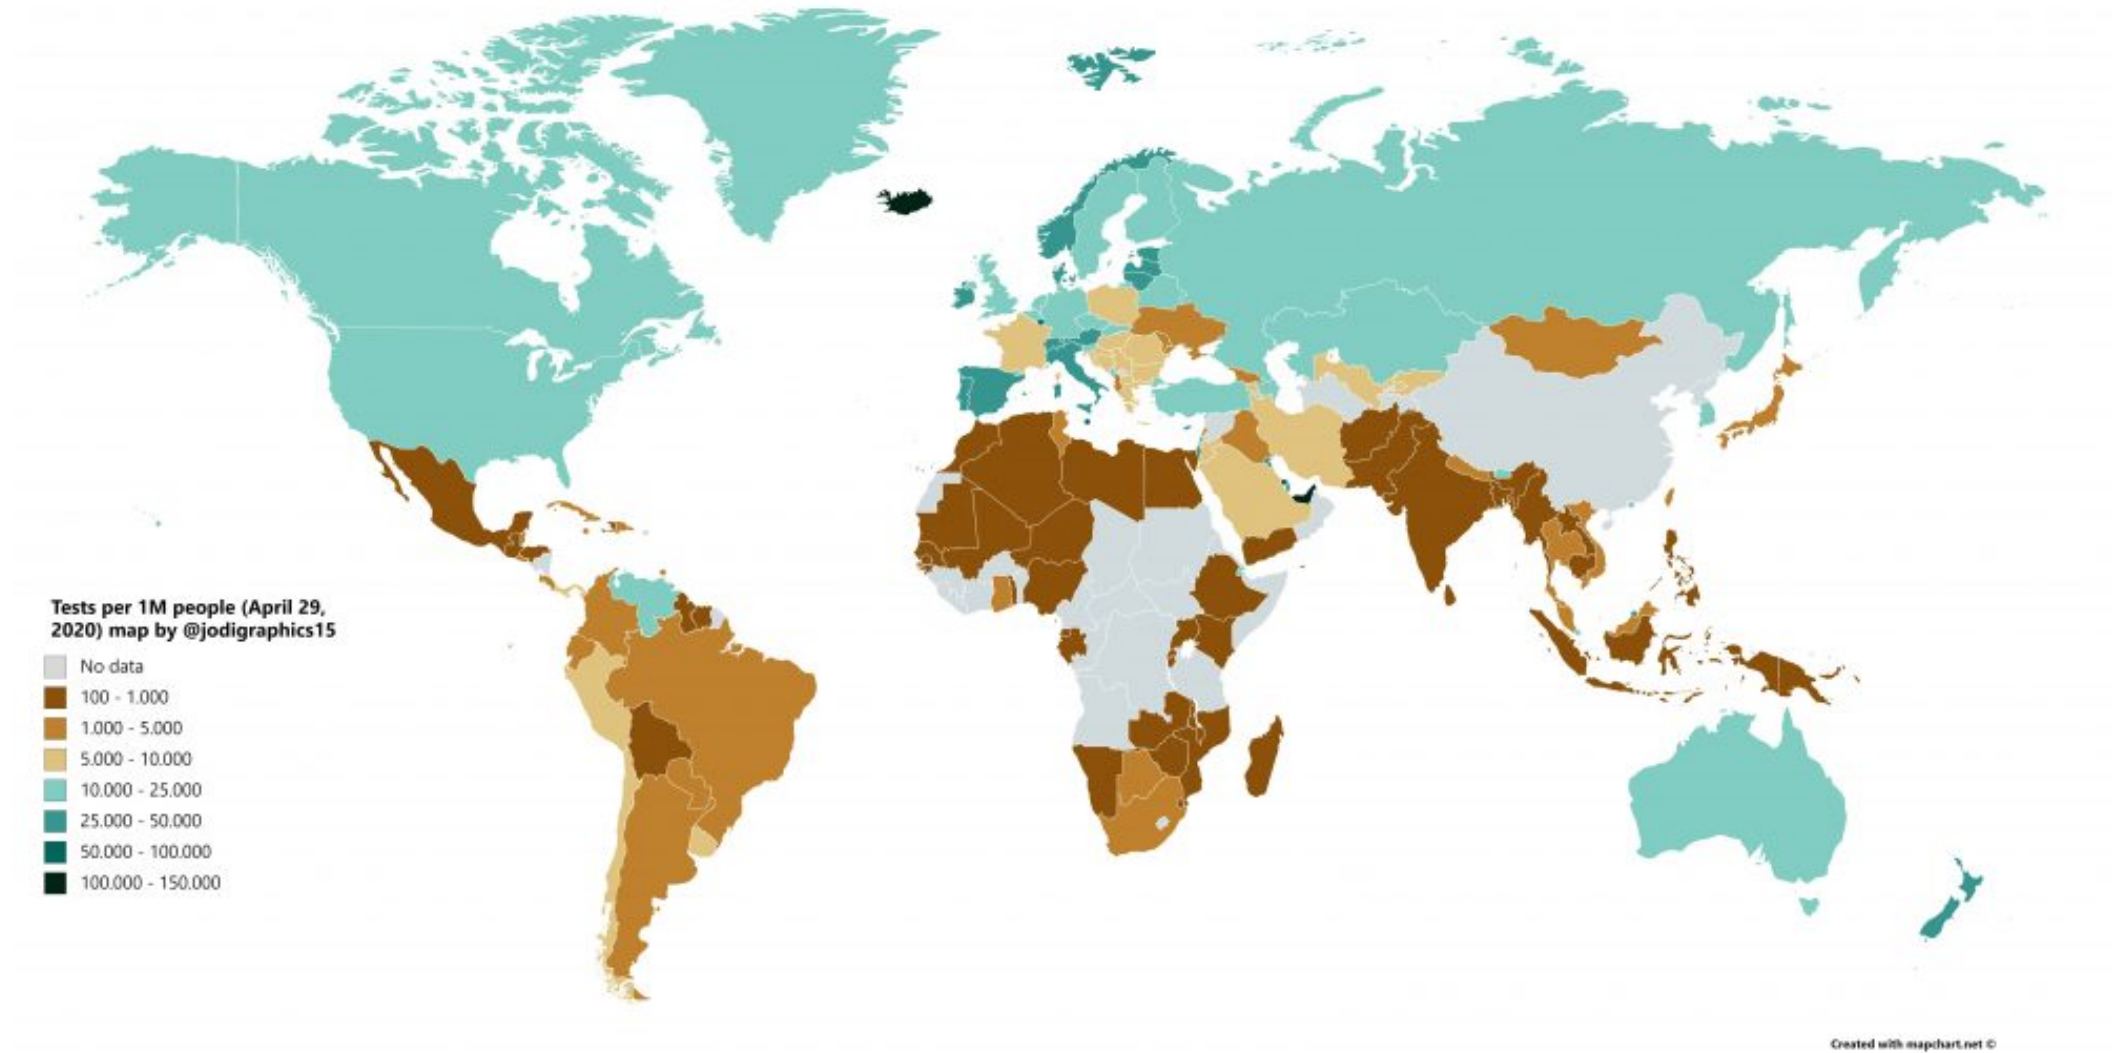 Tests per 1M people (April 29,
2020) map by @jodigraphics15
No data
100 - 1.000
1.000 - 5.000
5.000 - 10.000
10.000 - 25.000
25.000 - 50.000
50.000 - 100.000
100.000 - 150.000
Created with mapchart.net ©